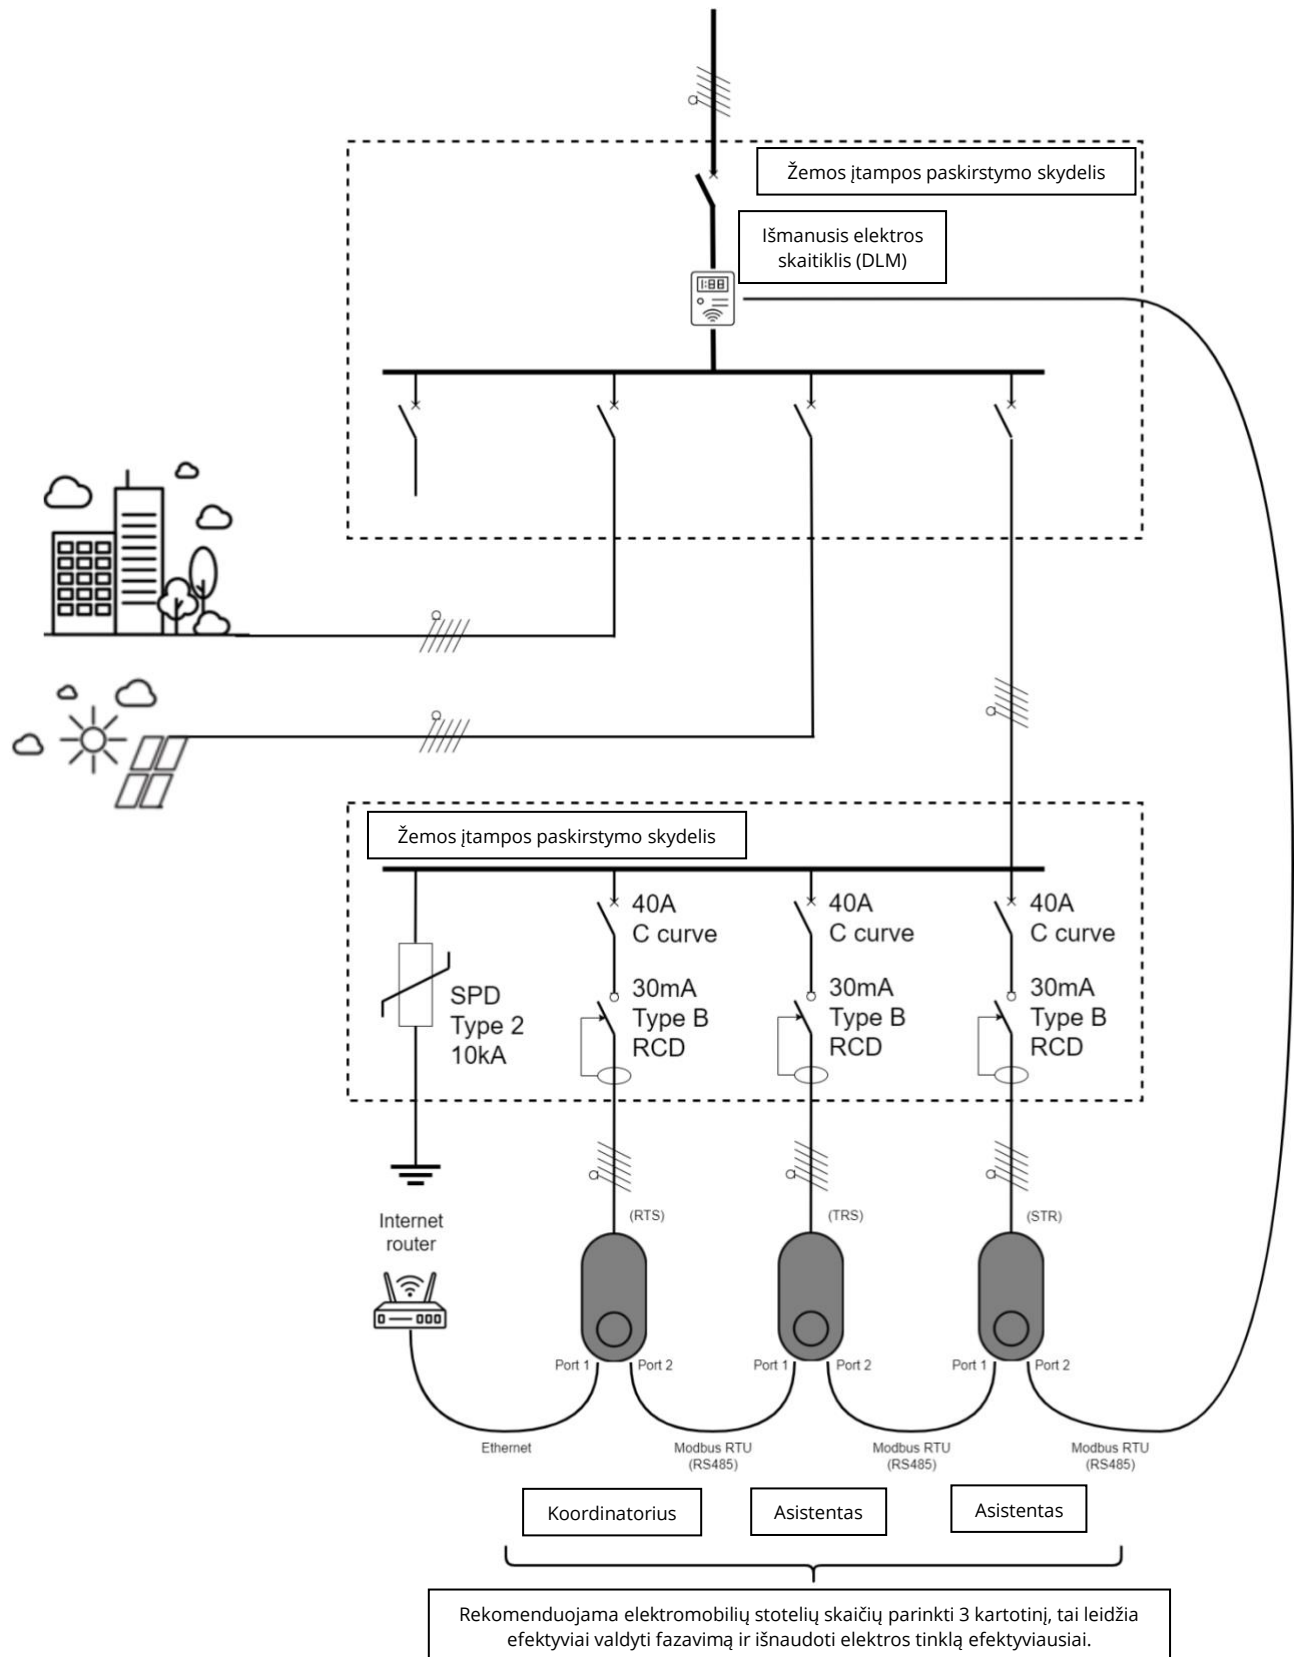 Žemos įtampos paskirstymo skydelis
Išmanusis elektros
skaitiklis (DLM)
1:88
Žemos įtampos paskirstymo skydelis
40A
C curve
40A
C curve
40A
C curve
30mA
Type B
RCD
30mA
Type B
RCD
30mA
Type B
RCD
SPD
Type 2
10kA
Internet
router
(RTS)
(TRS)
(STR)
Port 1
Port 2
Port 1
Port 2
Port 1
Port 2
Ethernet
Modbus RTU
(RS485)
Modbus RTU
(RS485)
Modbus RTU
(RS485)
Koordinatorius
Asistentas
Asistentas
Rekomenduojama elektromobilių stotelių skaičių parinkti 3 kartotinį, tai leidžia
efektyviai valdyti fazavimą ir išnaudoti elektros tinklą efektyviausiai.